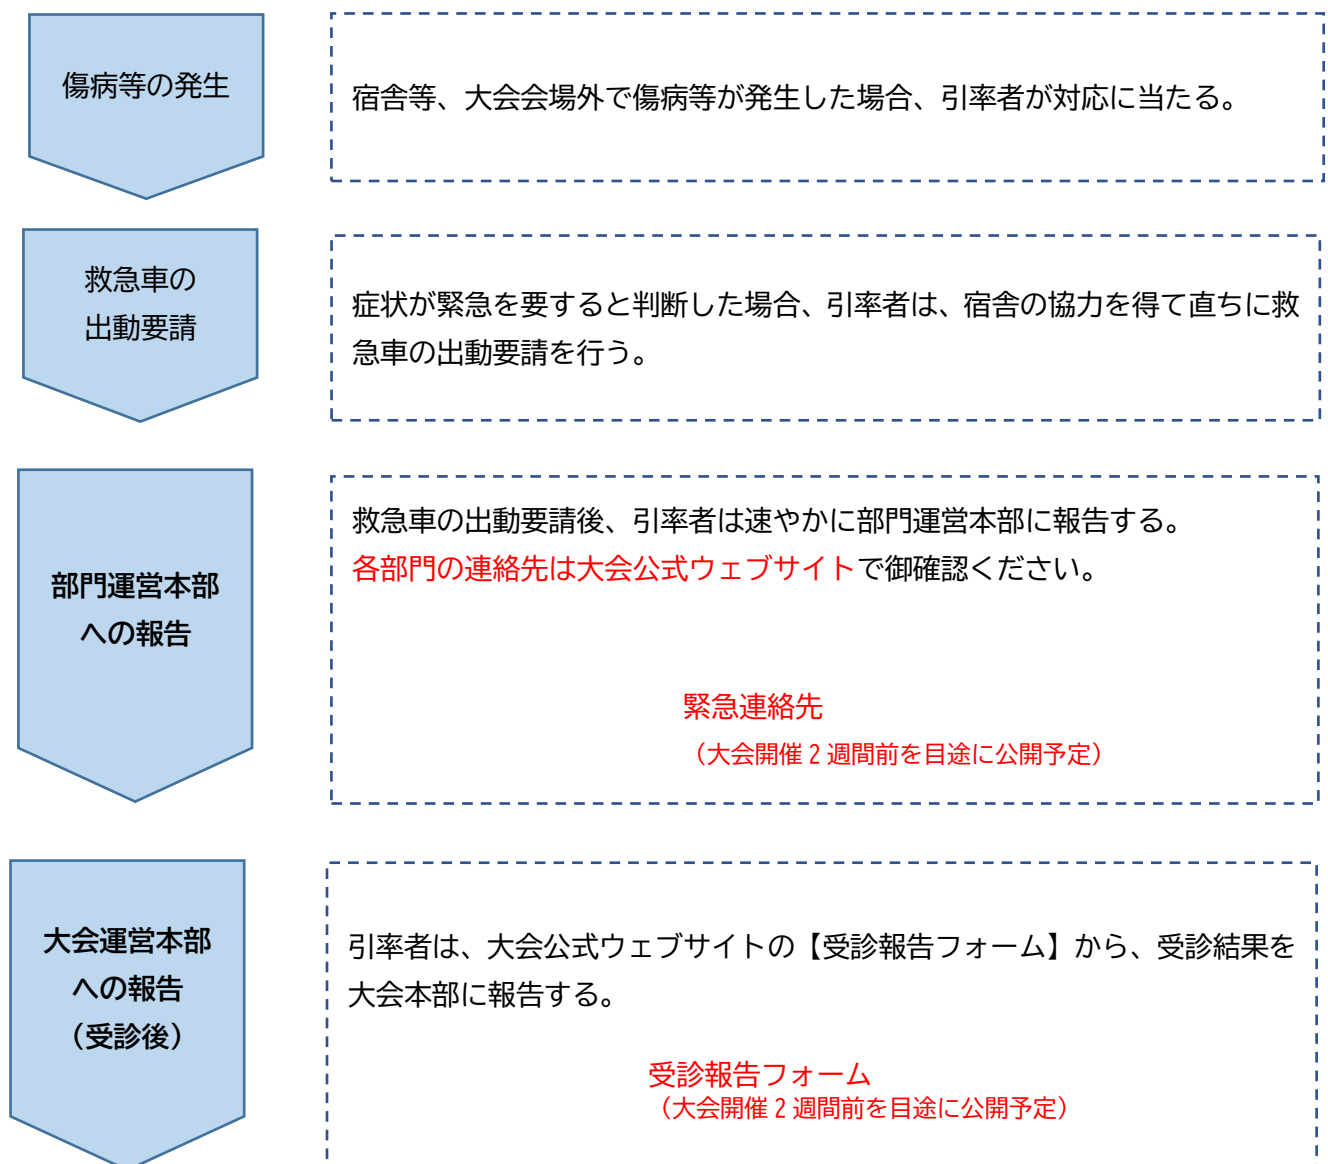 傷病等の発生
宿舎等、大会会場外で傷病等が発生した場合、引率者が対応に当たる。
救急車の
出動要請
症状が緊急を要すると判断した場合、引率者は、宿舎の協力を得て直ちに救
急車の出動要請を行う。
部門運営本部
への報告
救急車の出動要請後、引率者は速やかに部門運営本部に報告する。
各部門の連絡先は大会公式ウェブサイトで御確認ください。
緊急連絡先
（大会開催2週間前を目途に公開予定）
大会運営本部
への報告
（受診後）
引率者は、大会公式ウェブサイトの【受診報告フォーム】から、受診結果を
大会本部に報告する。
受診報告フォーム
（大会開催2週間前を目途に公開予定）